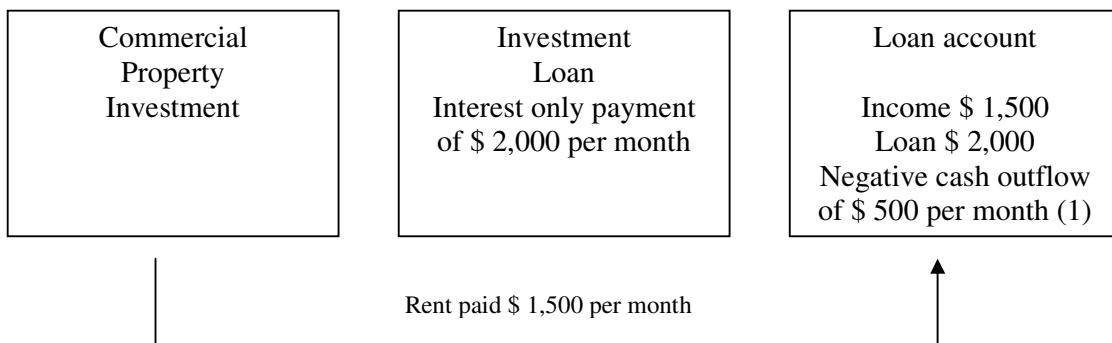 Commercial
Property
Investment
Investment
Loan
Interest only payment
of $ 2,000 per month
Loan account
Income $ 1,500
Loan $ 2,000
Negative cash outflow
of $ 500 per month (1)
Rent paid $ 1,500 per month